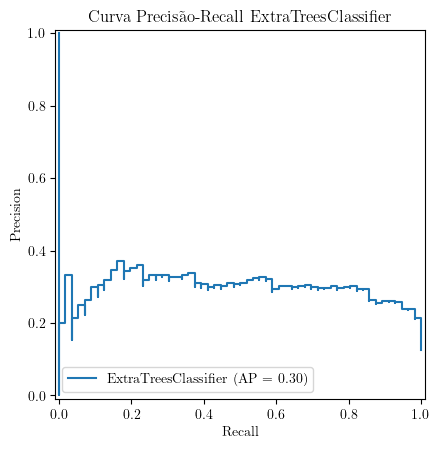 Curva Precisão-Recall ExtraTreesClassifier
1.0
0.8
0.6
0.4
0.2
0.0
Precision
ExtraTreesClassifier (AP = 0.30)
0.0 0.2 0.4 0.6 0.8 1.0
Recall